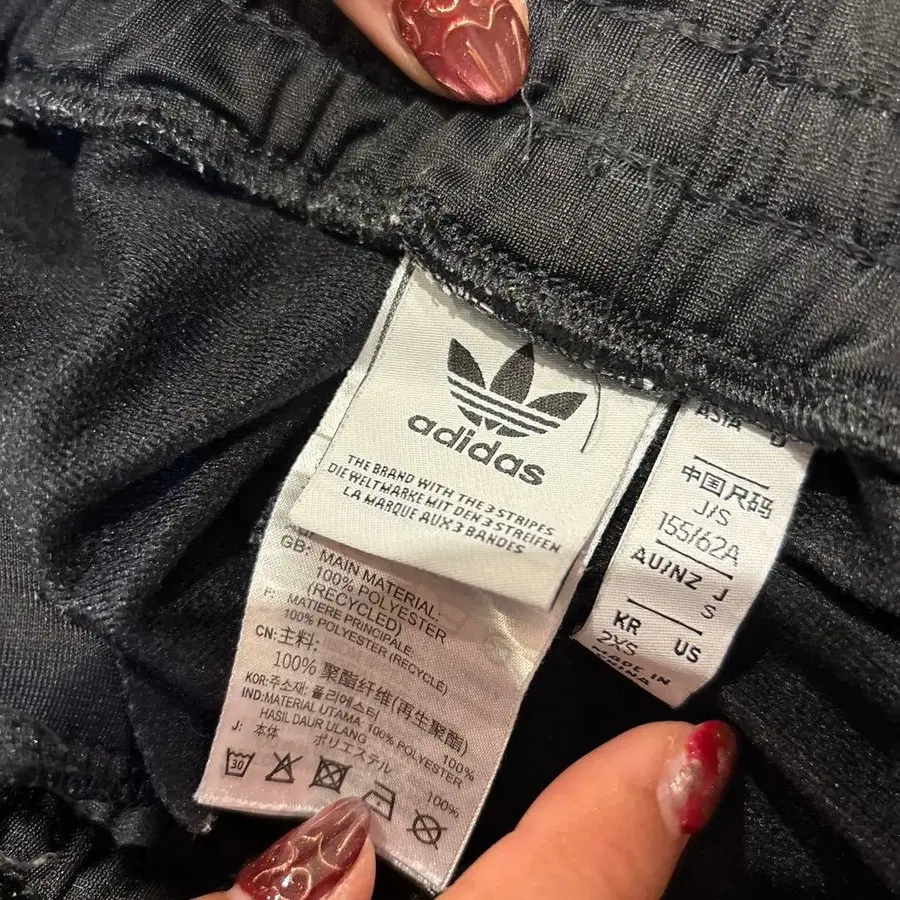 adidas
THE BRAND WITH THE 3 STRIPES
DIE WELTMARKE MIT DEN 3 STREIFEN
LA MARQUE AUX 3 BANDES
GB: MAIN MATERIAL:
100% POLYESTER
(RECYCLED)
F: MATIÈRE PRINCIPALE:
100% POLYESTER (RECYCLE)
CN: 主料:
100% 聚酯纤维(再生聚酯)
KOR:주소재: 폴리에스터 100%
IND:MATERIAL UTAMA: 100% POLYESTER
HASIL DAUR ULANG
J: 本体 ポリエステル 100%
30
ASIA
中国尺码
J/S
155/62A
AU/NZ J
S
KR US
2XS
MADE IN
CHINA